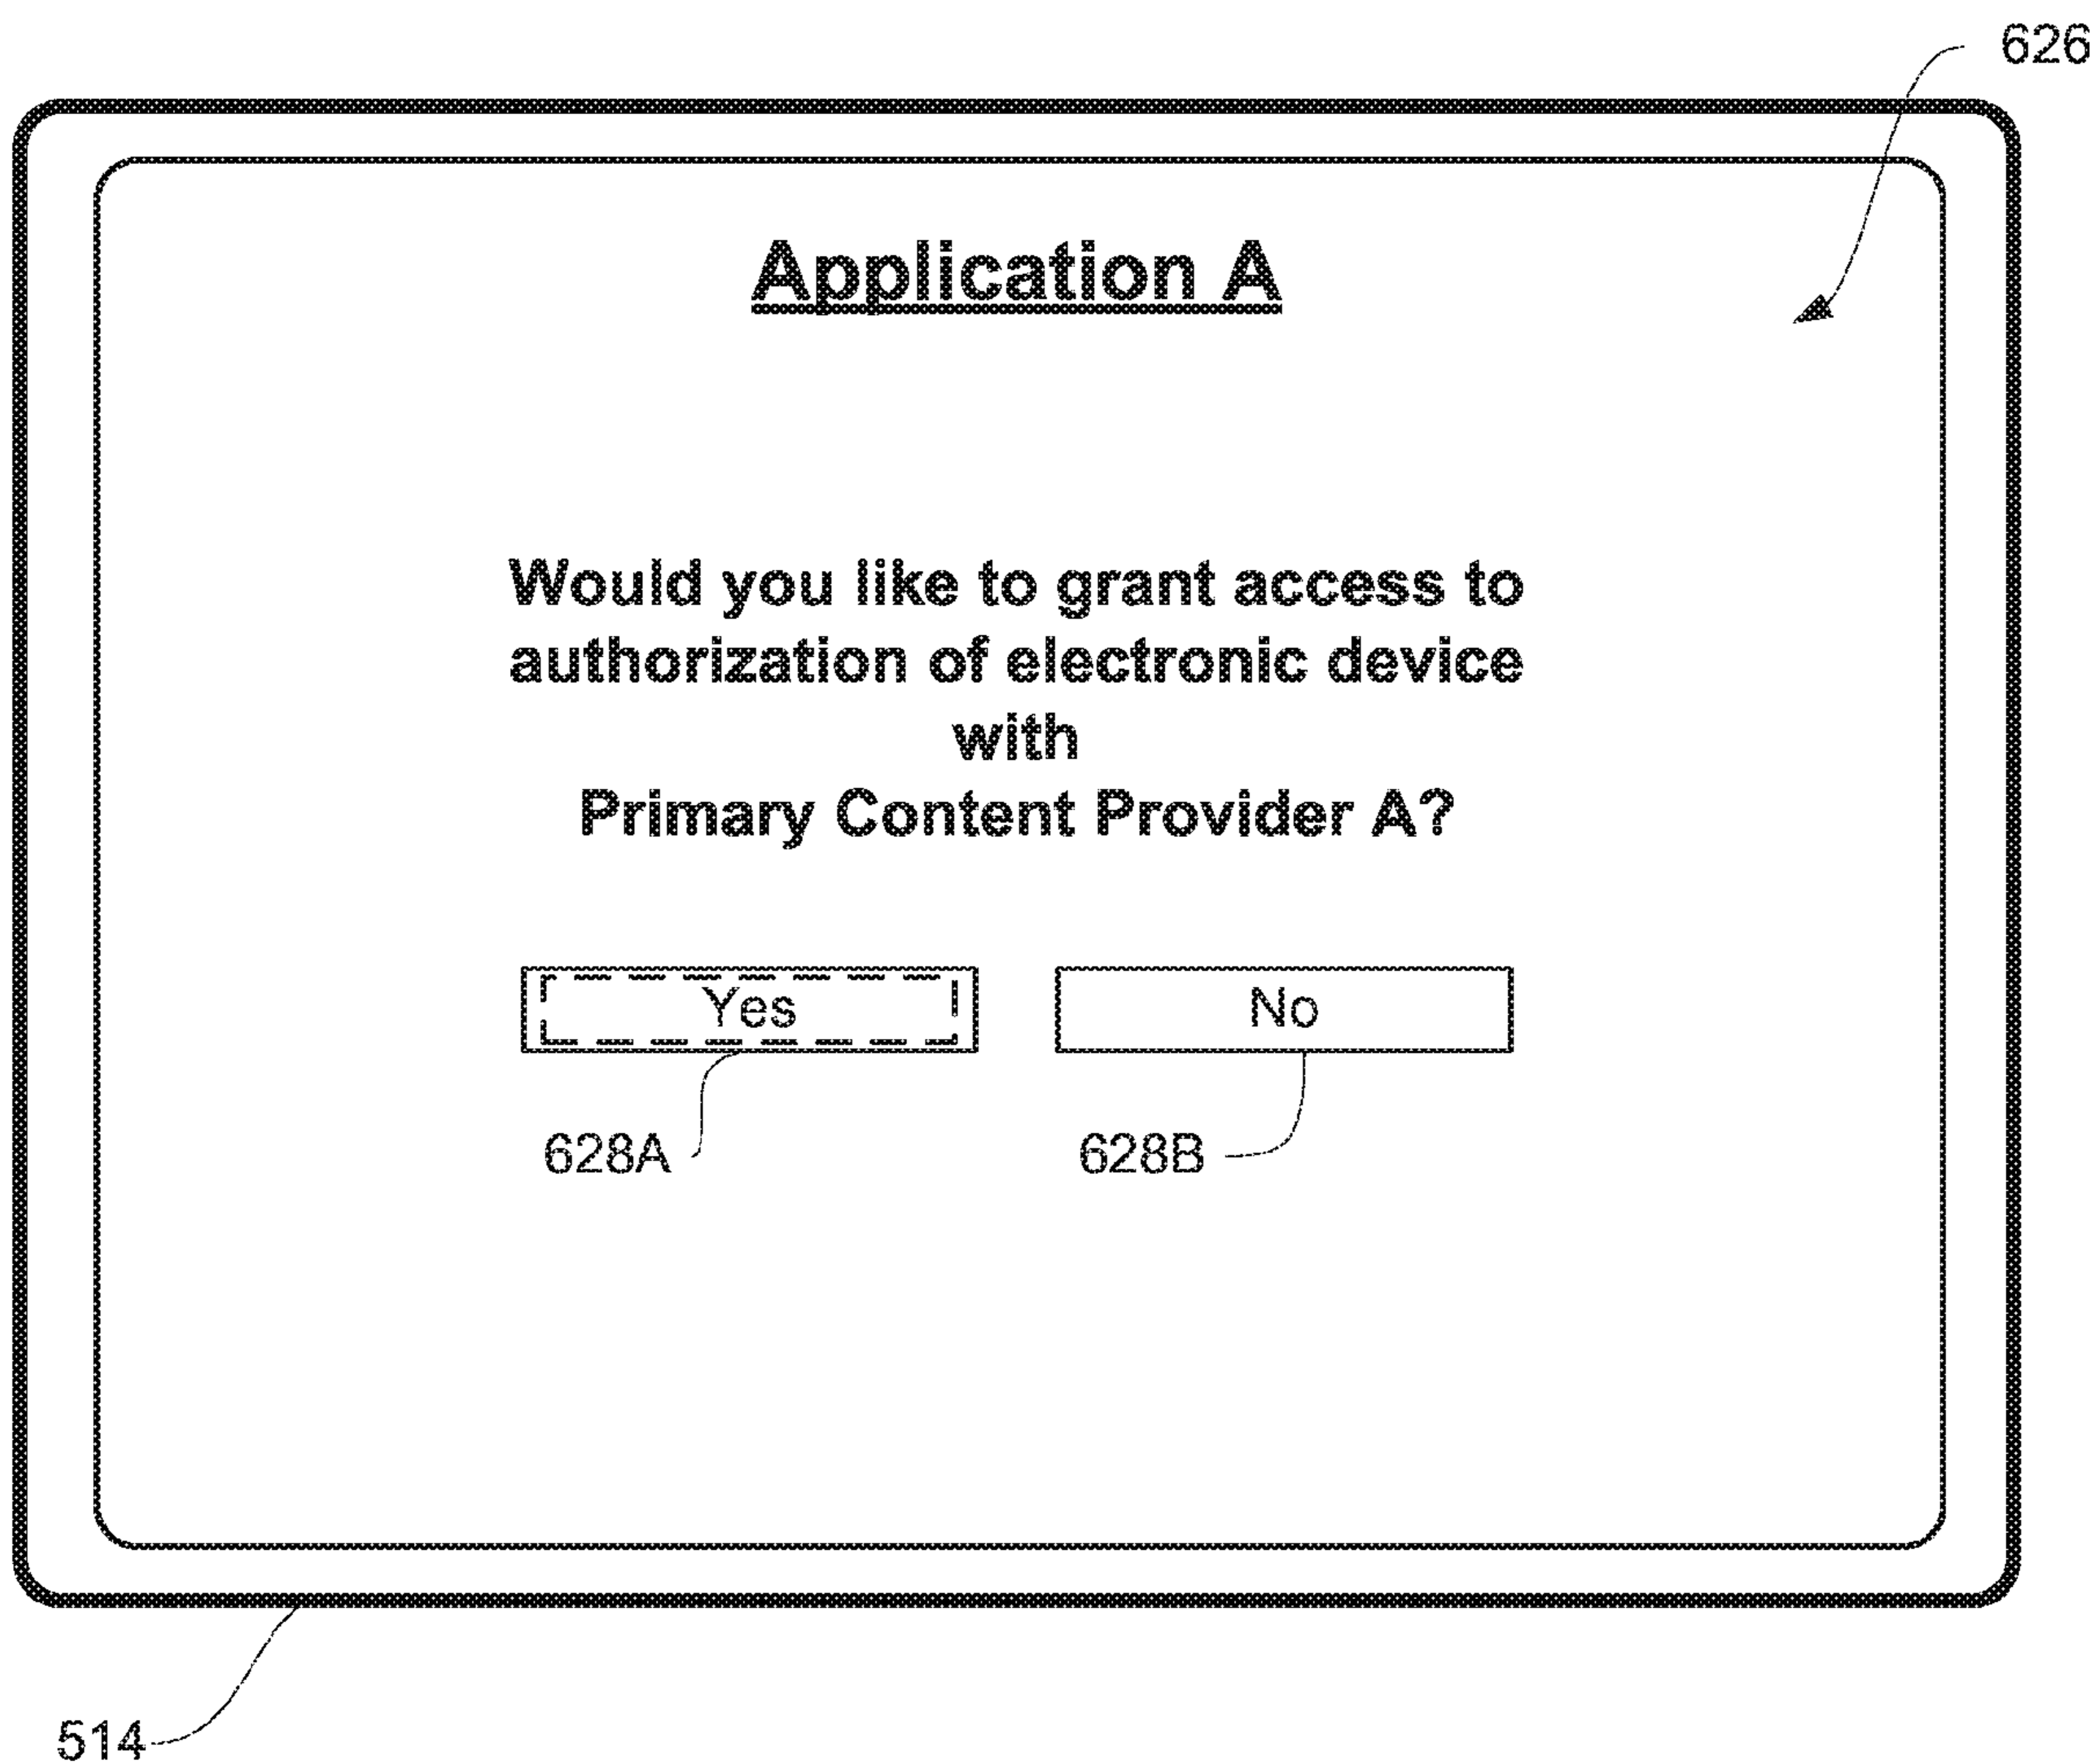 626
Application A
Would you like to grant access to
authorization of electronic device
with
Primary Content Provider A?
Yes
No
628A
628B
514